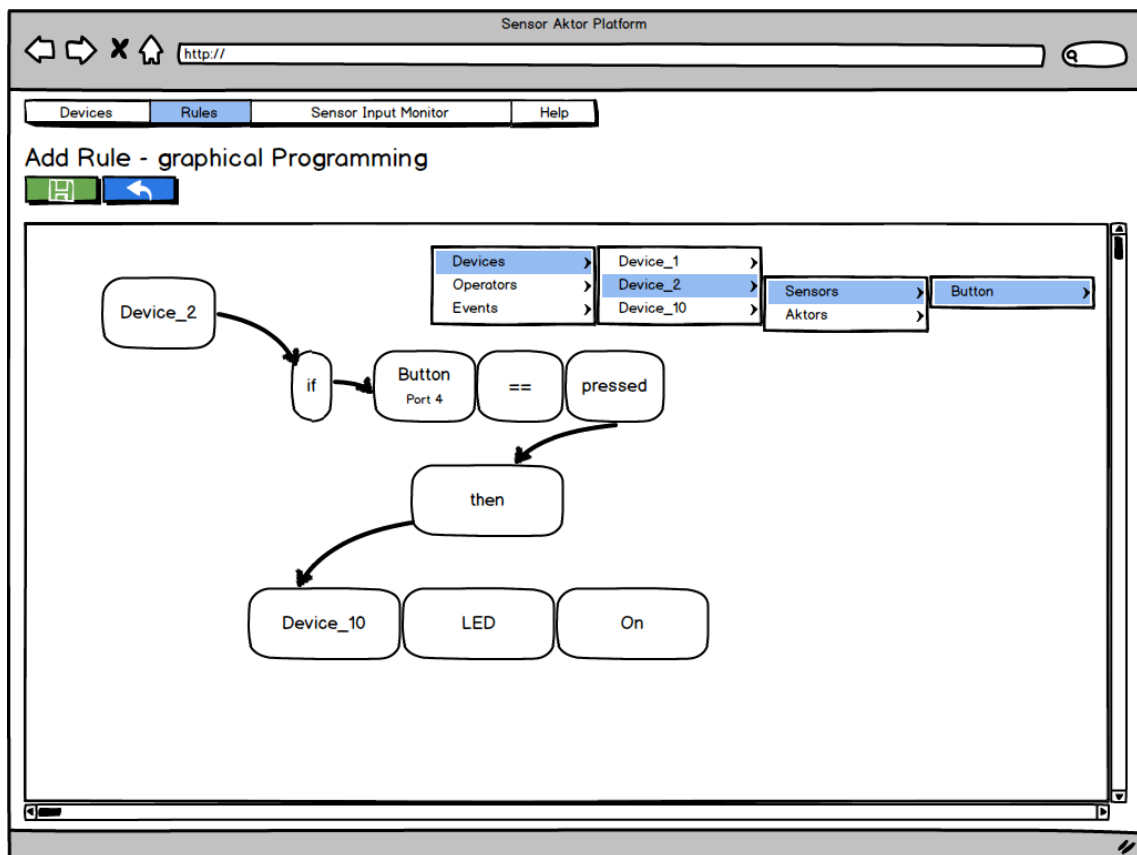 Sensor Aktor Platform
http://
Devices Rules Sensor Input Monitor Help
Add Rule - graphical Programming
Devices Device_1
Operators Device_2 Sensors Button
Events Device_10 Aktors
Device_2
if Button == pressed
Port 4
then
Device_10 LED On